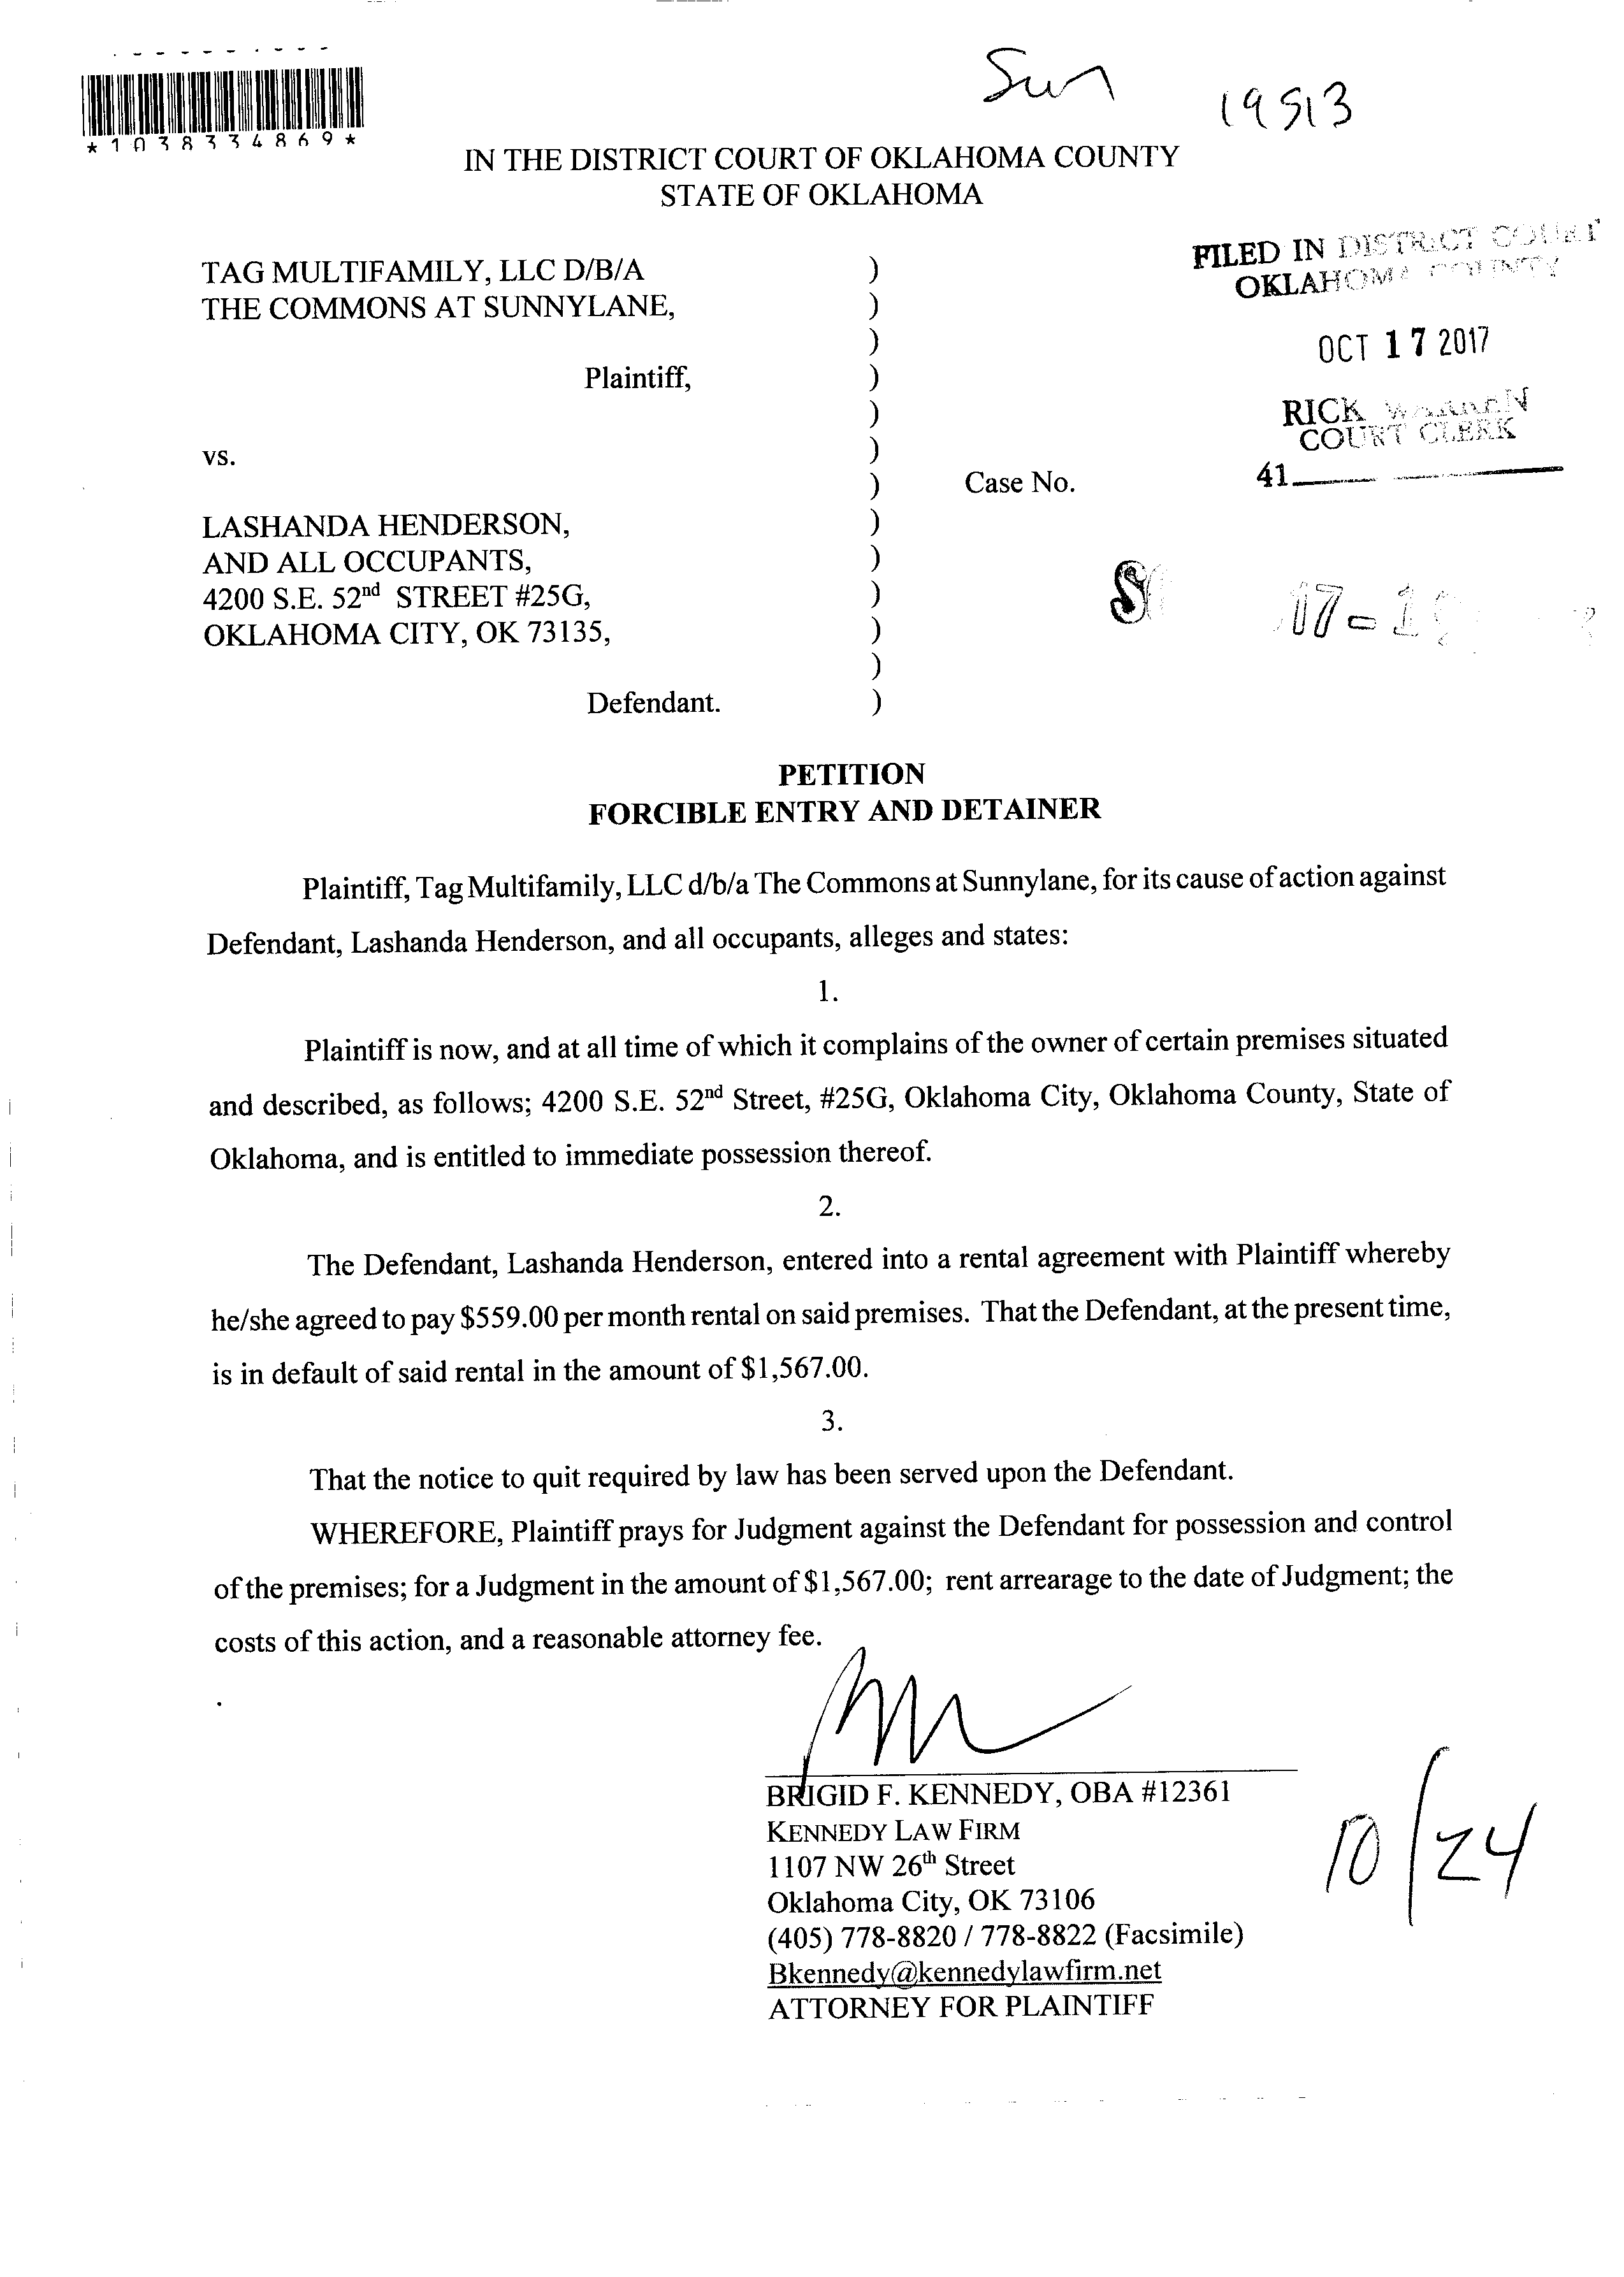 Sun
19513
*1038334869*
IN THE DISTRICT COURT OF OKLAHOMA COUNTY
STATE OF OKLAHOMA
FILED IN DISTRICT COURT
OKLAHOMA COUNTY
OCT 17 2017
RICK WARREN
COURT CLERK
41
TAG MULTIFAMILY, LLC D/B/A )
THE COMMONS AT SUNNYLANE, )
)
Plaintiff, )
)
vs. )
) Case No.
LASHANDA HENDERSON, )
AND ALL OCCUPANTS, )
4200 S.E. 52nd STREET #25G, )
OKLAHOMA CITY, OK 73135, )
)
Defendant. )
17-1
PETITION
FORCIBLE ENTRY AND DETAINER
Plaintiff, Tag Multifamily, LLC d/b/a The Commons at Sunnylane, for its cause of action against
Defendant, Lashanda Henderson, and all occupants, alleges and states:
1.
Plaintiff is now, and at all time of which it complains of the owner of certain premises situated
and described, as follows; 4200 S.E. 52nd Street, #25G, Oklahoma City, Oklahoma County, State of
Oklahoma, and is entitled to immediate possession thereof.
2.
The Defendant, Lashanda Henderson, entered into a rental agreement with Plaintiff whereby
he/she agreed to pay $559.00 per month rental on said premises. That the Defendant, at the present time,
is in default of said rental in the amount of $1,567.00.
3.
That the notice to quit required by law has been served upon the Defendant.
WHEREFORE, Plaintiff prays for Judgment against the Defendant for possession and control
of the premises; for a Judgment in the amount of $1,567.00; rent arrearage to the date of Judgment; the
costs of this action, and a reasonable attorney fee.
BRIGID F. KENNEDY, OBA #12361
KENNEDY LAW FIRM
1107 NW 26th Street
Oklahoma City, OK 73106
(405) 778-8820 / 778-8822 (Facsimile)
Bkennedy@kennedylawfirm.net
ATTORNEY FOR PLAINTIFF
10/24